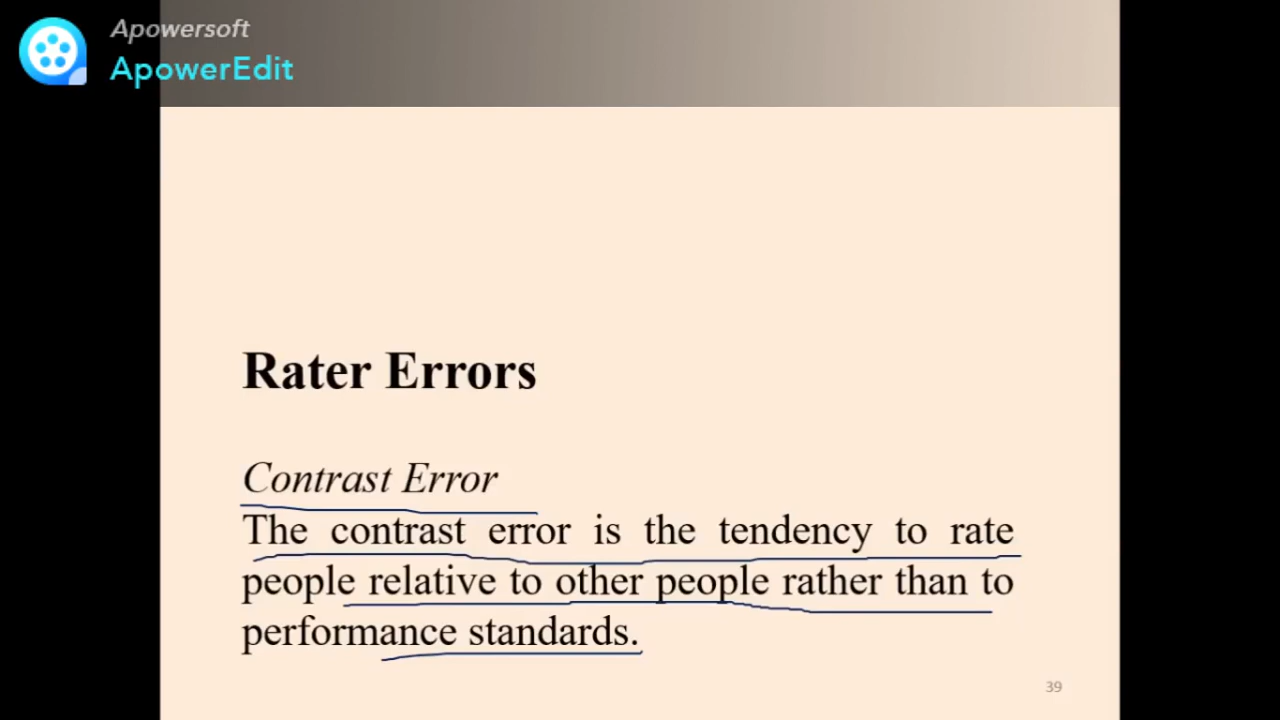 Apowersoft
ApowerEdit
Rater Errors
Contrast Error
The contrast error is the tendency to rate
people relative to other people rather than to
performance standards.
39